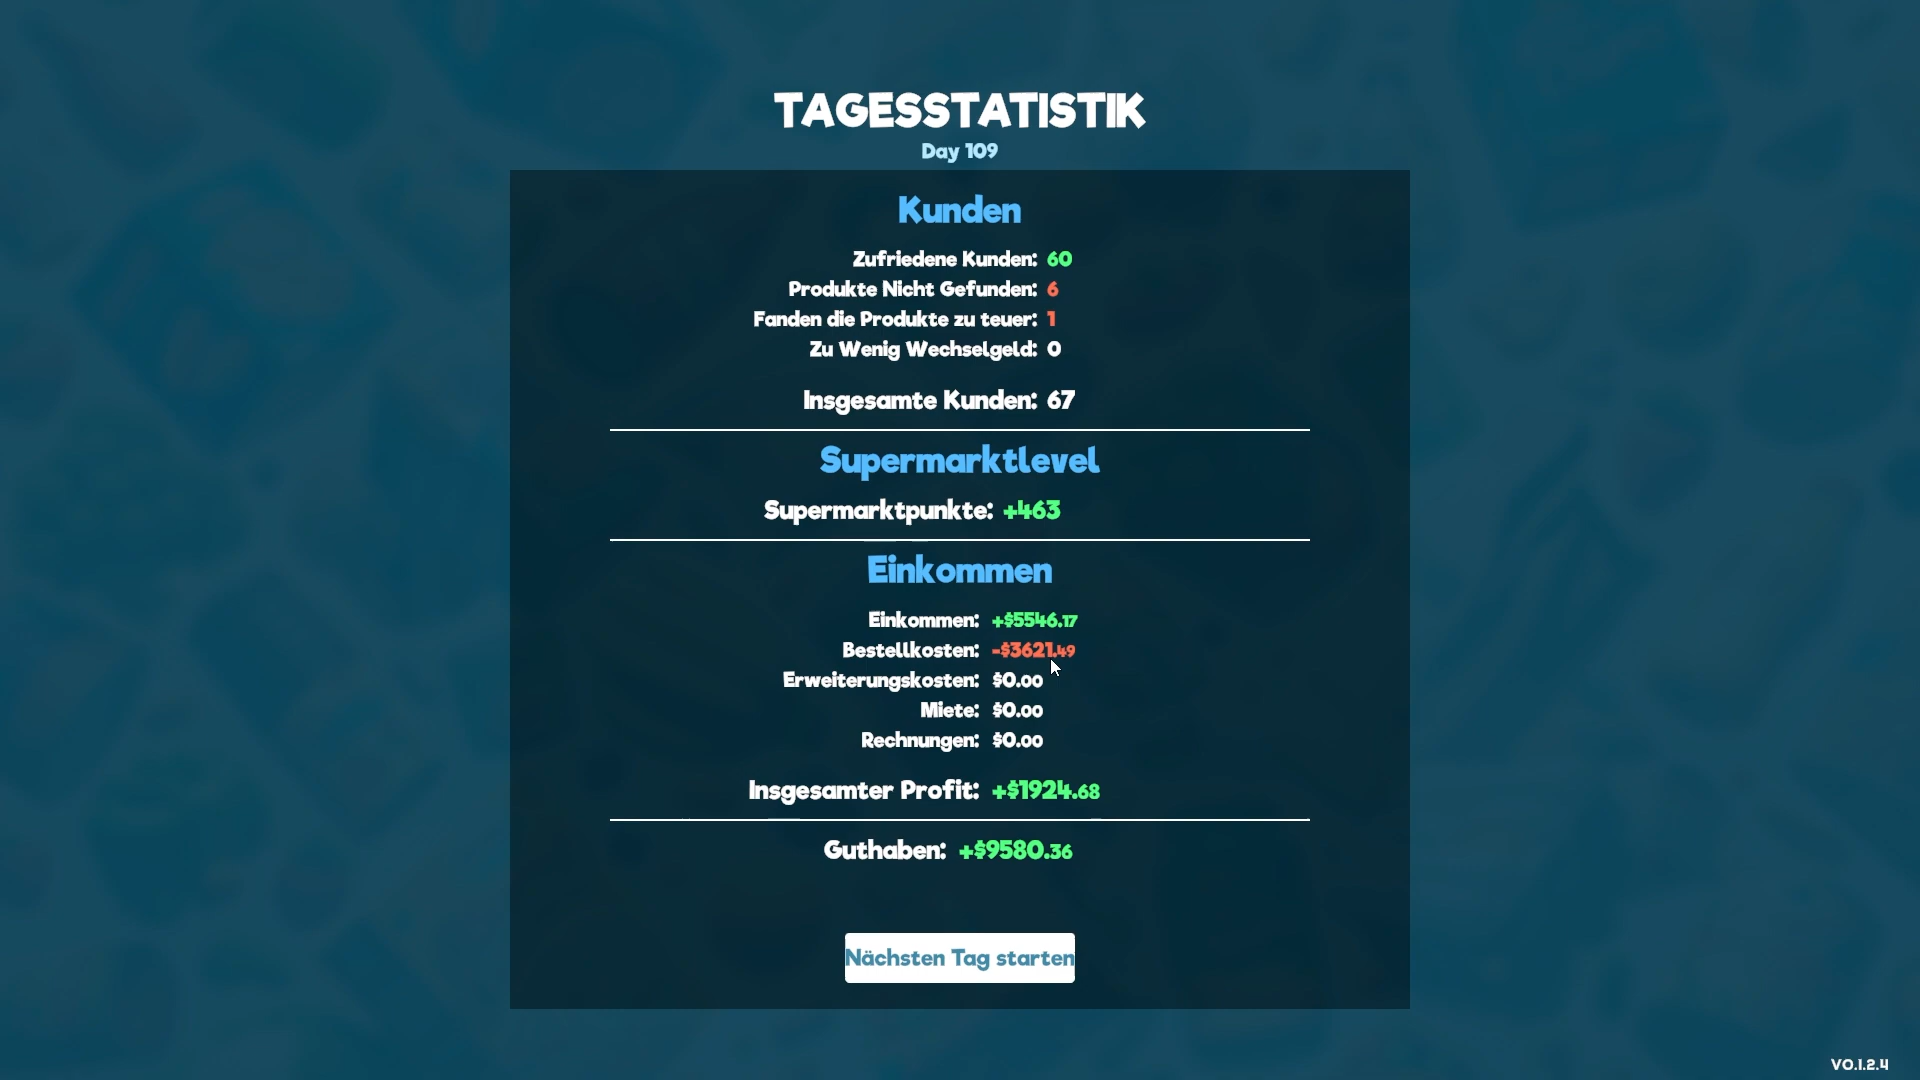 TAGESSTATISTIK
Day 109
Kunden
Zufriedene Kunden: 60
Produkte Nicht Gefunden: 6
Fanden die Produkte zu teuer: 1
Zu Wenig Wechselgeld: 0
Insgesamte Kunden: 67
Supermarktlevel
Supermarktpunkte: +463
Einkommen
Einkommen: +$5546.17
Bestellkosten: -$3621.49
Erweiterungskosten: $0.00
Miete: $0.00
Rechnungen: $0.00
Insgesamter Profit: +$1924.68
Guthaben: +$9580.36
Nächsten Tag starten
V0.1.2.4